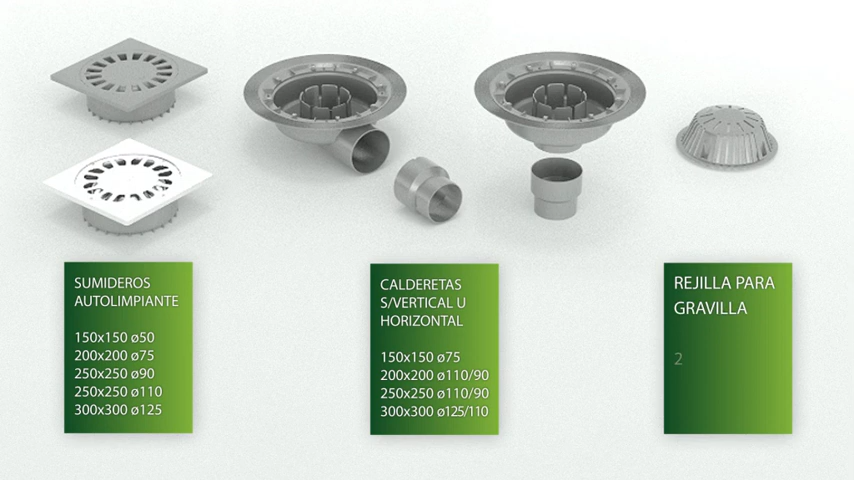 SUMIDEROS
AUTOLIMPIANTE
150x150 ø50
200x200 ø75
250x250 ø90
250x250 ø110
300x300 ø125
CALDERETAS
S/VERTICAL U
HORIZONTAL
150x150 ø75
200x200 ø110/90
250x250 ø110/90
300x300 ø125/110
REJILLA PARA
GRAVILLA
2